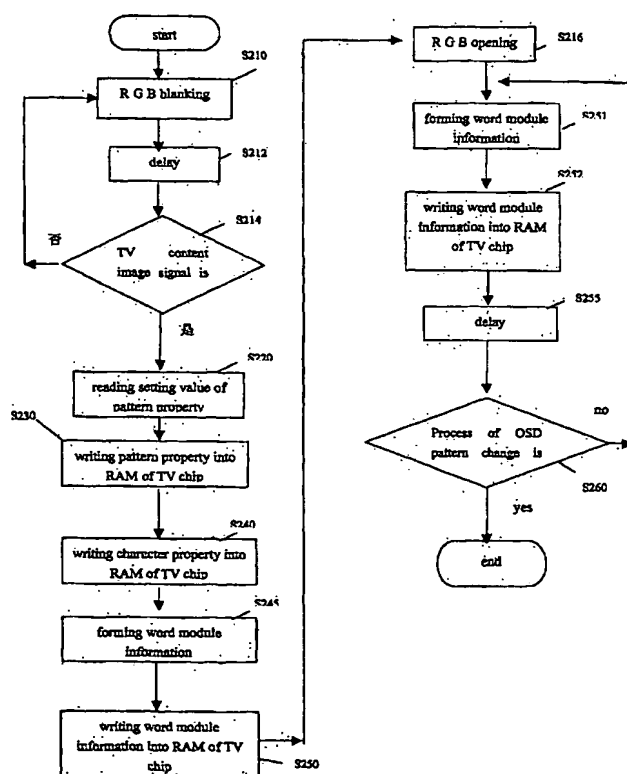 start
S210
R G B blanking
S212
delay
S214
否
TV content
image signal is
是
S220
reading setting value of
pattern property
S230
writing pattern property into
RAM of TV chip
S240
writing character property into
RAM of TV chip
S245
forming word module
information
writing word module
information into RAM of TV
chip
S250
R G B opening
S216
S251
forming word module
information
S252
writing word module
information into RAM
of TV chip
S255
delay
no
Process of OSD
pattern change is
S260
yes
end